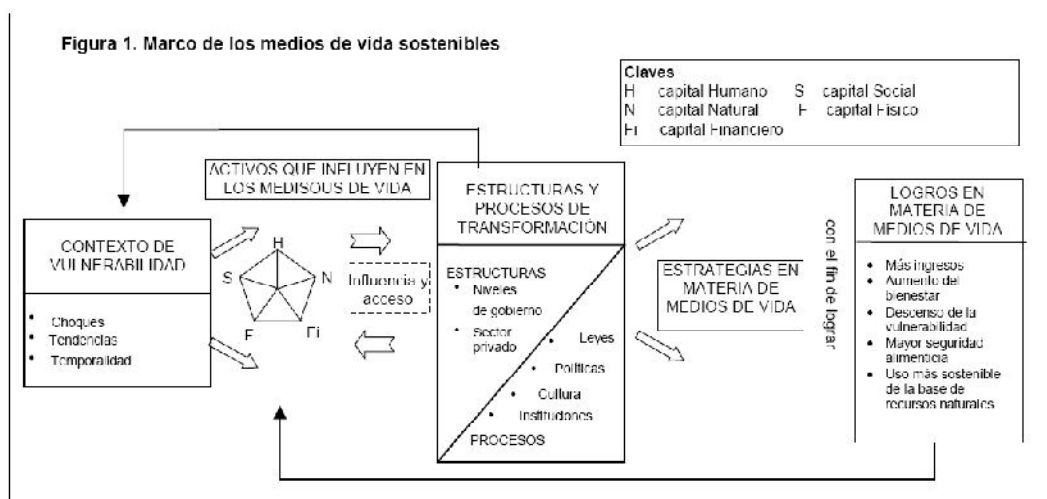 Figura 1. Marco de los medios de vida sostenibles
Claves
H capital Humano S capital Social
N capital Natural F capital Físico
Fi capital Financiero
ACTIVOS QUE INFLUYEN EN
LOS MEDISOUS DE VIDA
CONTEXTO DE
VULNERABILIDAD
• Choques
• Tendencias
• Temporalidad
H
S
N
F
Fi
Influencia y
acceso
ESTRUCTURAS Y
PROCESOS DE
TRANSFORMACIÓN
ESTRUCTURAS
• Niveles
de gobierno
• Sector
privado
• Leyes
• Políticas
• Cultura
• Instituciones
PROCESOS
ESTRATEGIAS EN
MATERIA DE
MEDIOS DE VIDA
con el fin de lograr
LOGROS EN
MATERIA DE
MEDIOS DE VIDA
• Más ingresos
• Aumento del
bienestar
• Descenso de la
vulnerabilidad
• Mayor seguridad
alimenticia
• Uso más sostenible
de la base de
recursos naturales